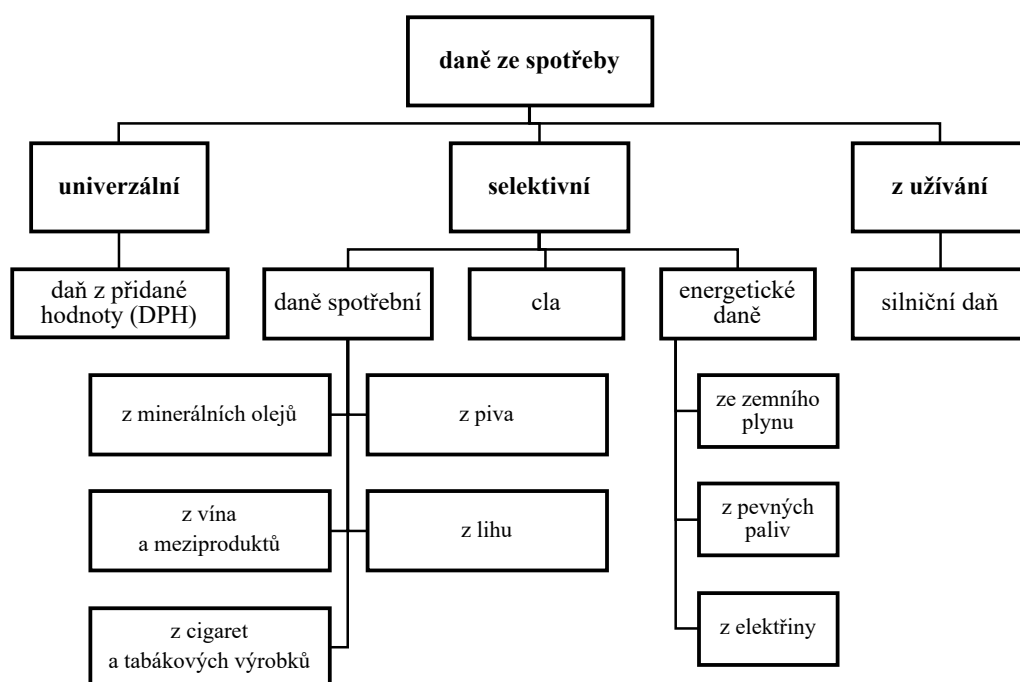 daně ze spotřeby
univerzální
selektivní
z užívání
daň z přidané
hodnoty (DPH)
daně spotřební
cla
energetické
daně
silniční daň
z minerálních olejů
z piva
ze zemního
plynu
z vína
a meziproduktů
z lihu
z pevných
paliv
z cigaret
a tabákových výrobků
z elektřiny